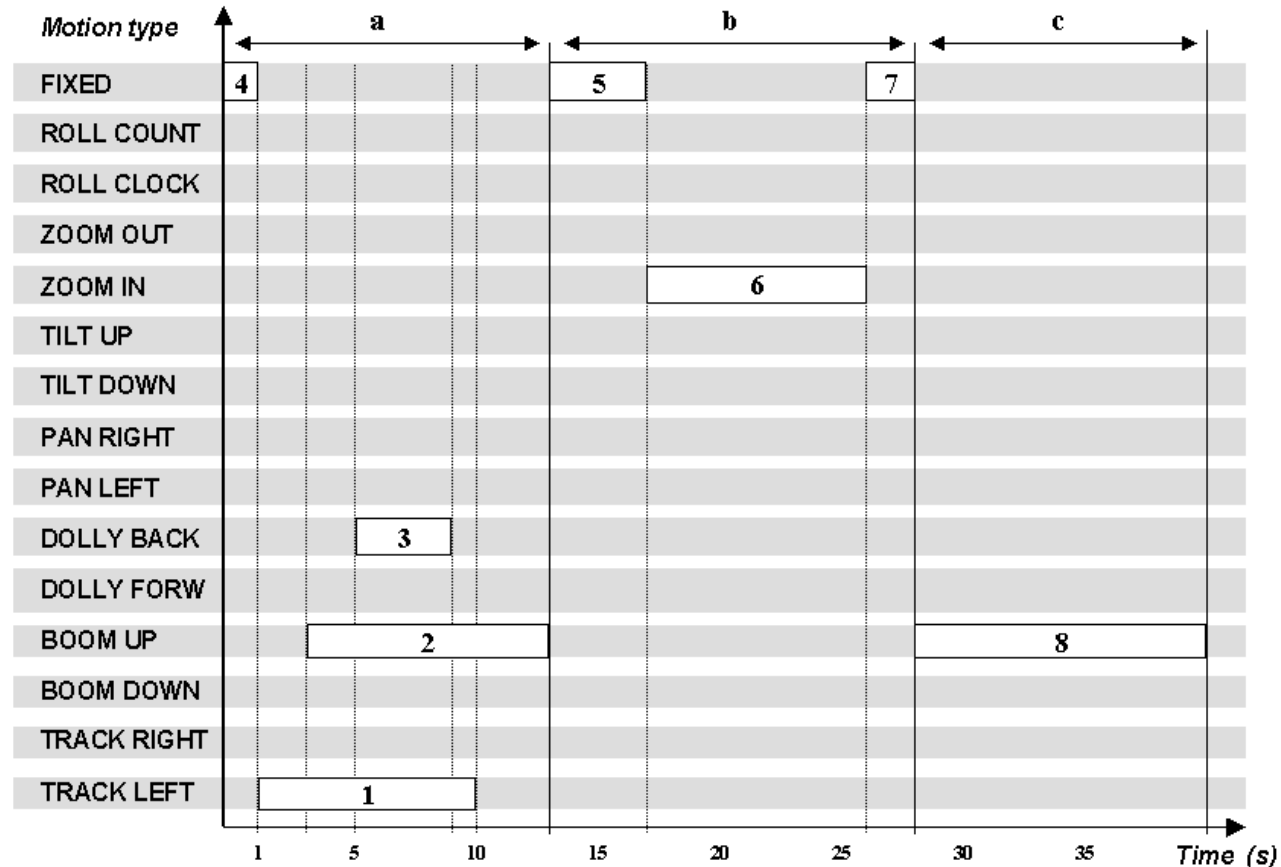 Motion type a b c
FIXED 4 5 7
ROLL COUNT
ROLL CLOCK
ZOOM OUT
ZOOM IN 6
TILT UP
TILT DOWN
PAN RIGHT
PAN LEFT
DOLLY BACK 3
DOLLY FORW
BOOM UP 2 8
BOOM DOWN
TRACK RIGHT
TRACK LEFT 1
1 5 10 15 20 25 30 35 Time (s)